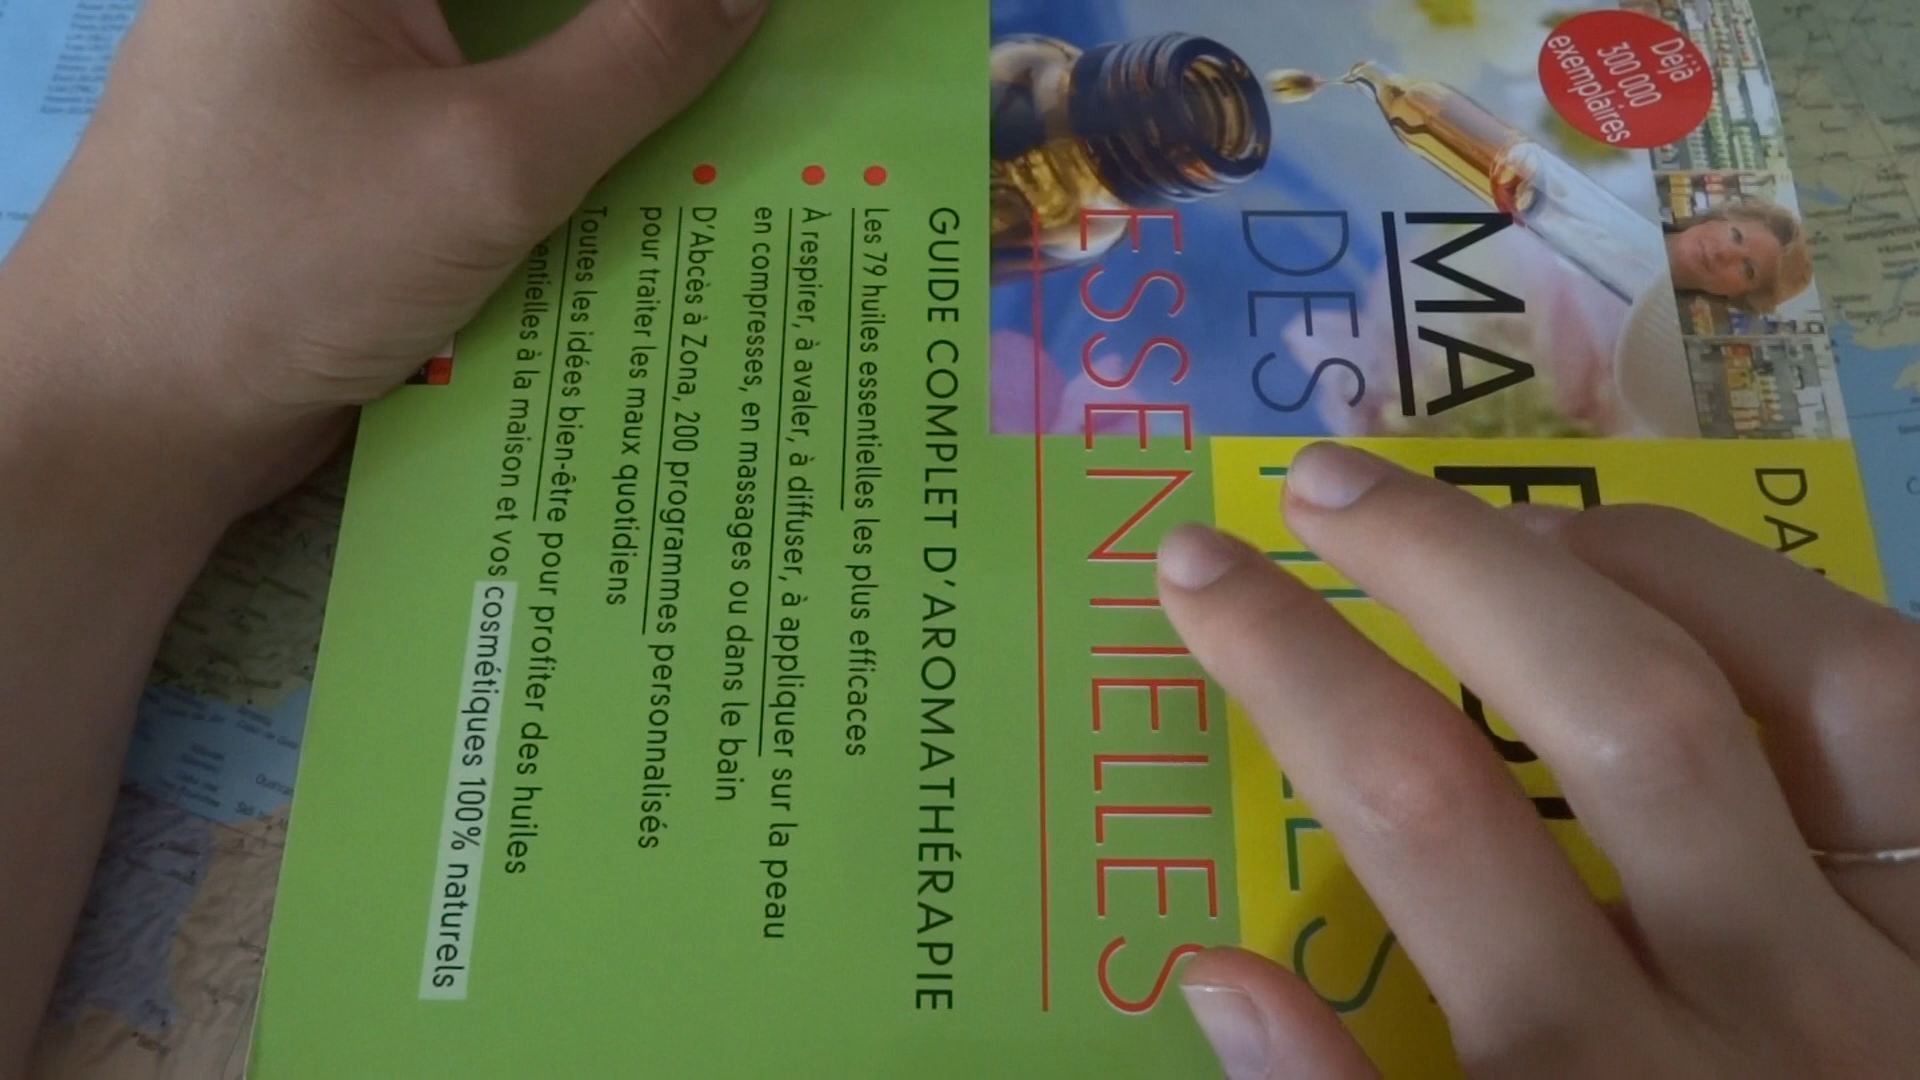 Déjà
300 000
exemplaires
MA
DES
ESSENTIELLES
GUIDE COMPLET D'AROMATHÉRAPIE
Les 79 huiles essentielles les plus efficaces
À respirer, à avaler, à diffuser, à appliquer sur la peau
en compresses, en massages ou dans le bain
D'Abcès à Zona, 200 programmes personnalisés
pour traiter les maux quotidiens
Toutes les idées bien-être pour profiter des huiles
entielles à la maison et vos cosmétiques 100% naturels